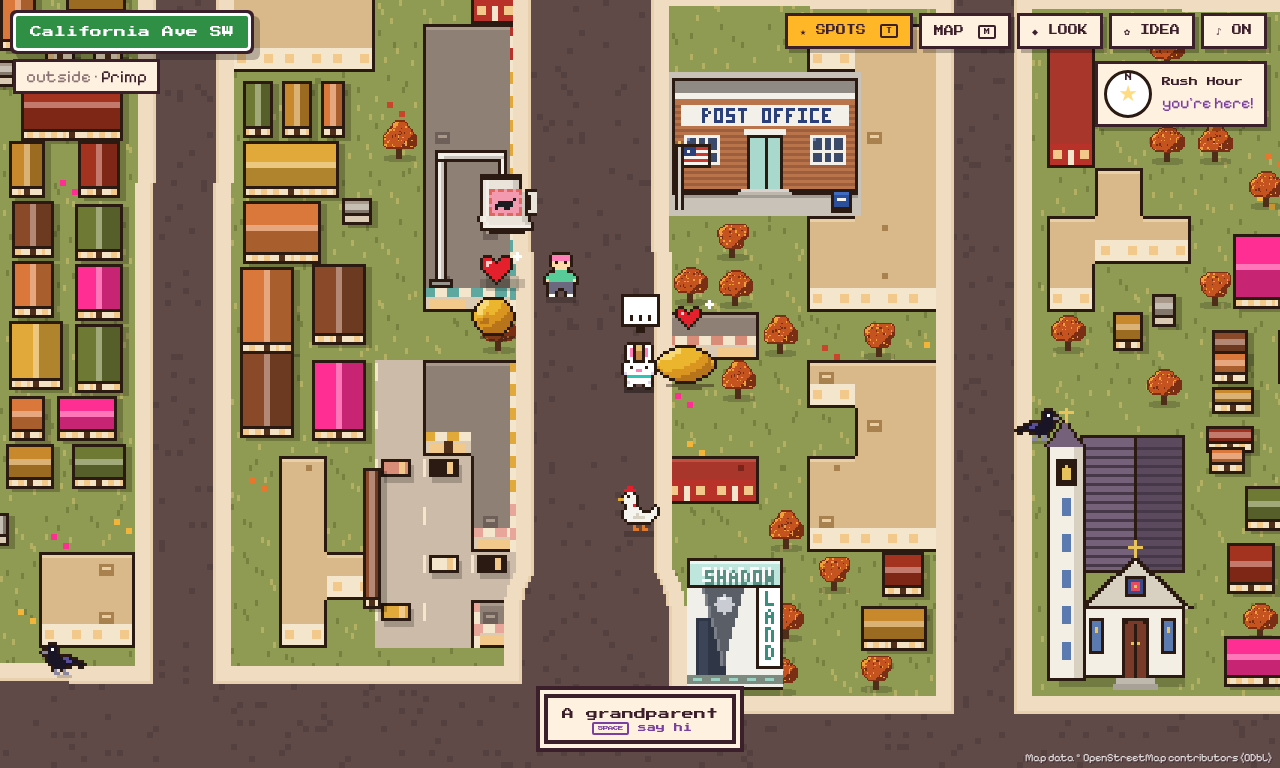 California Ave SW
outside · Primp
★ SPOTS T
MAP M
◆ LOOK
✿ IDEA
♪ ON
N
Rush Hour
you're here!
POST OFFICE
...
SHADOW
LAND
A grandparent
SPACE say hi
Map data © OpenStreetMap contributors (ODbL)